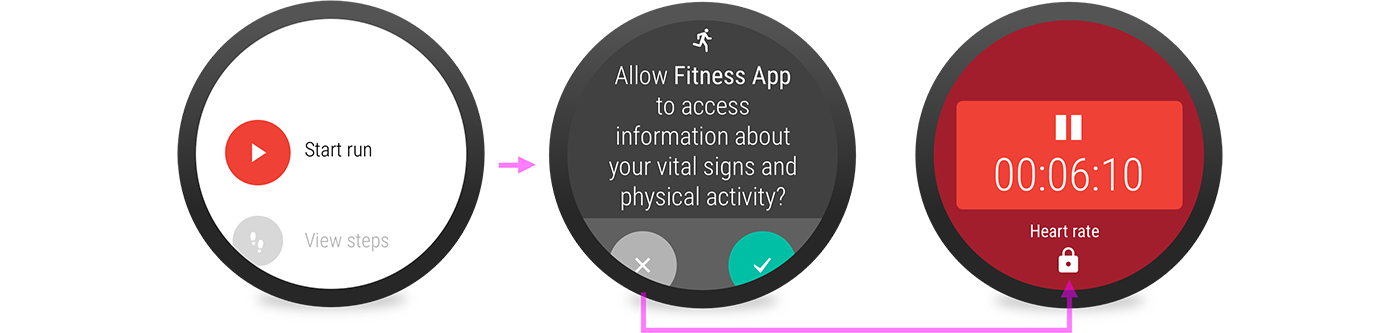 Start run
View steps
Allow Fitness App
to access
information about
your vital signs and
physical activity?
00:06:10
Heart rate